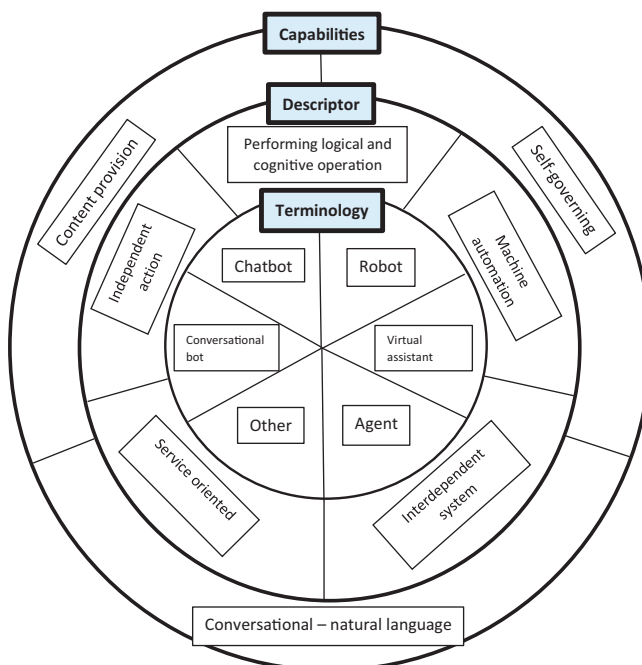 Capabilities
Descriptor
Performing logical and
cognitive operation
Content provision
Self-governing
Independent
action
Machine
automation
Terminology
Chatbot
Robot
Conversational
bot
Virtual
assistant
Other
Agent
Service oriented
Interdependent
system
Conversational – natural language